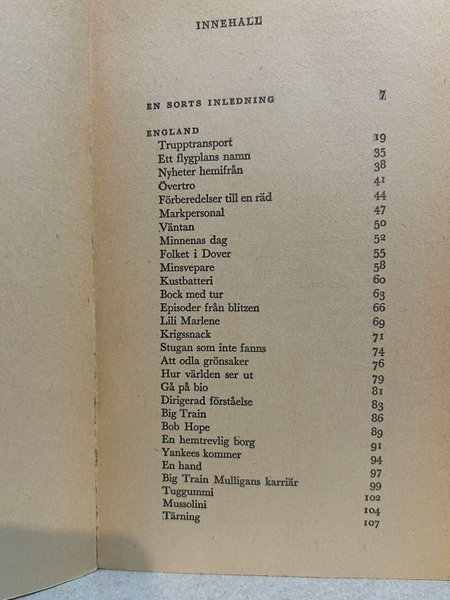 INNEHÅLL
EN SORTS INLEDNING 7
ENGLAND
Trupptransport 19
Ett flygplans namn 35
Nyheter hemifrån 38
Övertro 41
Förberedelser till en räd 44
Markpersonal 47
Väntan 50
Minnenas dag 52
Folket i Dover 55
Minsvepare 58
Kustbatteri 60
Bock med tur 63
Episoder från blitzen 66
Lili Marlene 69
Krigssnack 71
Stugan som inte fanns 74
Att odla grönsaker 76
Hur världen ser ut 79
Gå på bio 81
Dirigerad förståelse 83
Big Train 86
Bob Hope 89
En hemtrevlig borg 91
Yankees kommer 94
En hand 97
Big Train Mulligans karriär 99
Tuggummi 102
Mussolini 104
Tärning 107